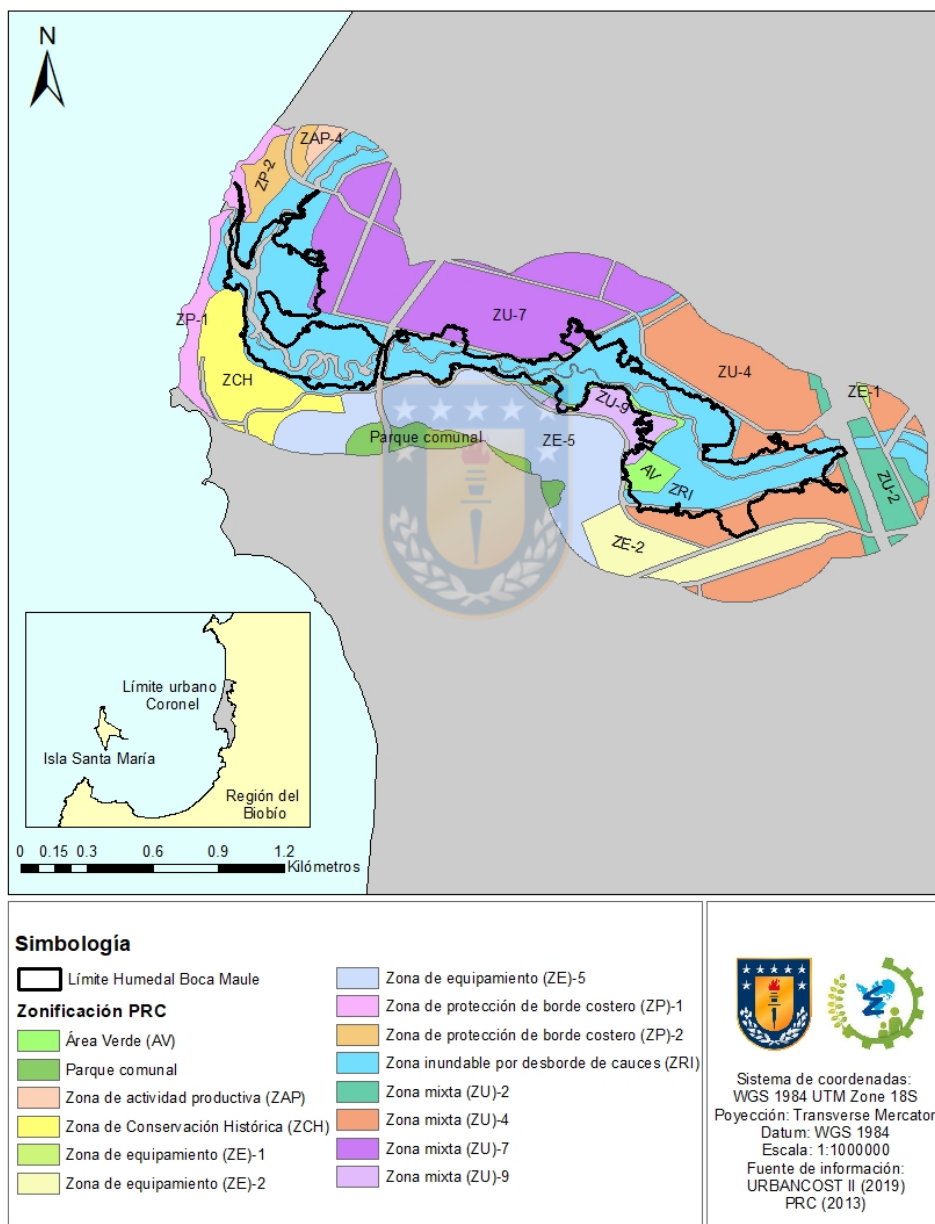 N
ZAP-4
ZP-2
ZU-7
ZP-1
ZCH
ZU-4
ZE-1
ZU-9
Parque comunal
ZE-5
AV
ZRI
ZU-2
ZE-2
Límite urbano
Coronel
Isla Santa María
Región del
Biobío
0 0.15 0.3 0.6 0.9 1.2
Kilómetros
Simbología
Límite Humedal Boca Maule
Zonificación PRC
Área Verde (AV)
Parque comunal
Zona de actividad productiva (ZAP)
Zona de Conservación Histórica (ZCH)
Zona de equipamiento (ZE)-1
Zona de equipamiento (ZE)-2
Zona de equipamiento (ZE)-5
Zona de protección de borde costero (ZP)-1
Zona de protección de borde costero (ZP)-2
Zona inundable por desborde de cauces (ZRI)
Zona mixta (ZU)-2
Zona mixta (ZU)-4
Zona mixta (ZU)-7
Zona mixta (ZU)-9
Sistema de coordenadas:
WGS 1984 UTM Zone 18S
Poyección: Transverse Mercator
Datum: WGS 1984
Escala: 1:1000000
Fuente de información:
URBANCOST II (2019)
PRC (2013)